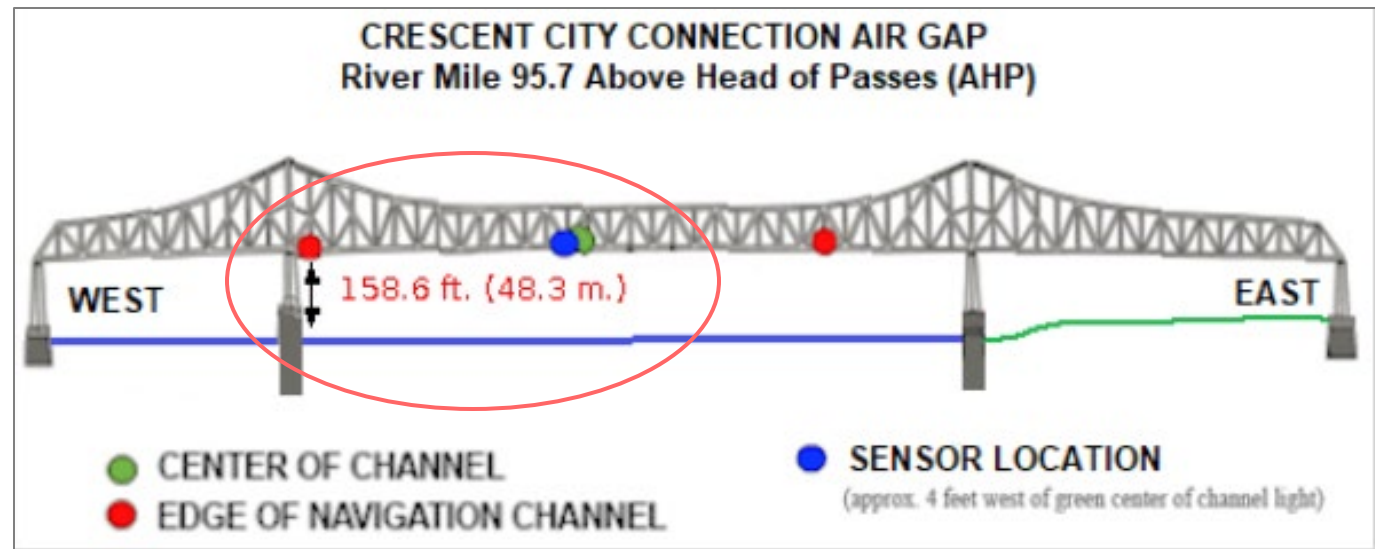 CRESCENT CITY CONNECTION AIR GAP
River Mile 95.7 Above Head of Passes (AHP)
158.6 ft. (48.3 m.)
WEST
EAST
CENTER OF CHANNEL
EDGE OF NAVIGATION CHANNEL
SENSOR LOCATION
(approx. 4 feet west of green center of channel light)